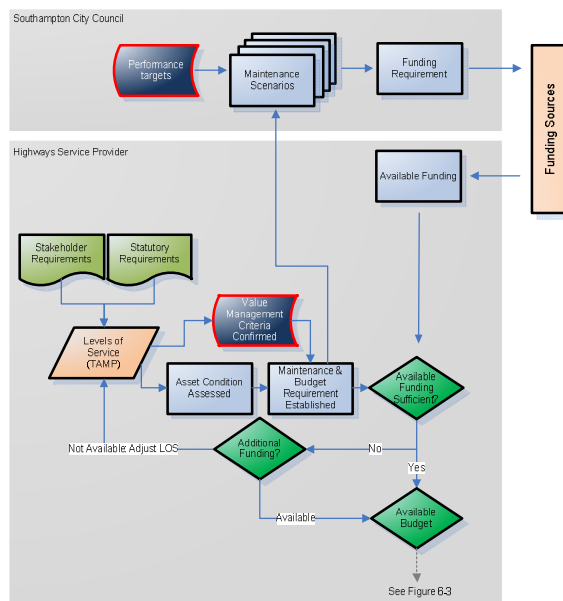 Southampton City Council
Performance
targets
Maintenance
Scenarios
Funding
Requirement
Funding Sources
Highways Service Provider
Available Funding
Stakeholder
Requirements
Statutory
Requirements
Levels of
Service
(TAMP)
Value
Management
Criteria
Confirmed
Asset Condition
Assessed
Maintenance &
Budget
Requirement
Established
Available
Funding
Sufficient?
Not Available: Adjust LOS
Additional
Funding?
No
Yes
Available
Available
Budget
See Figure 6-3